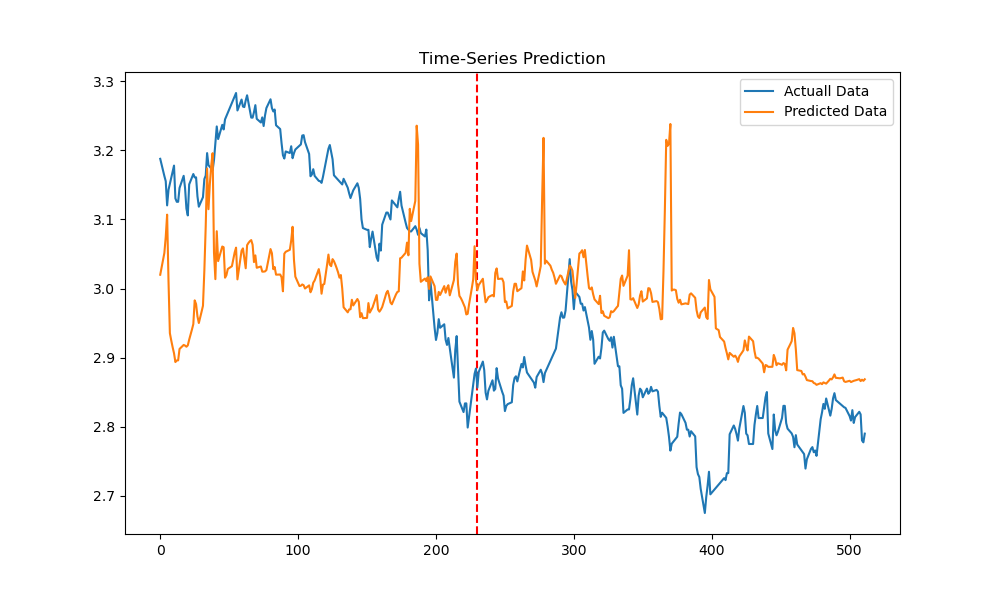 Time-Series Prediction
Actuall Data
Predicted Data
3.3
3.2
3.1
3.0
2.9
2.8
2.7
0 100 200 300 400 500